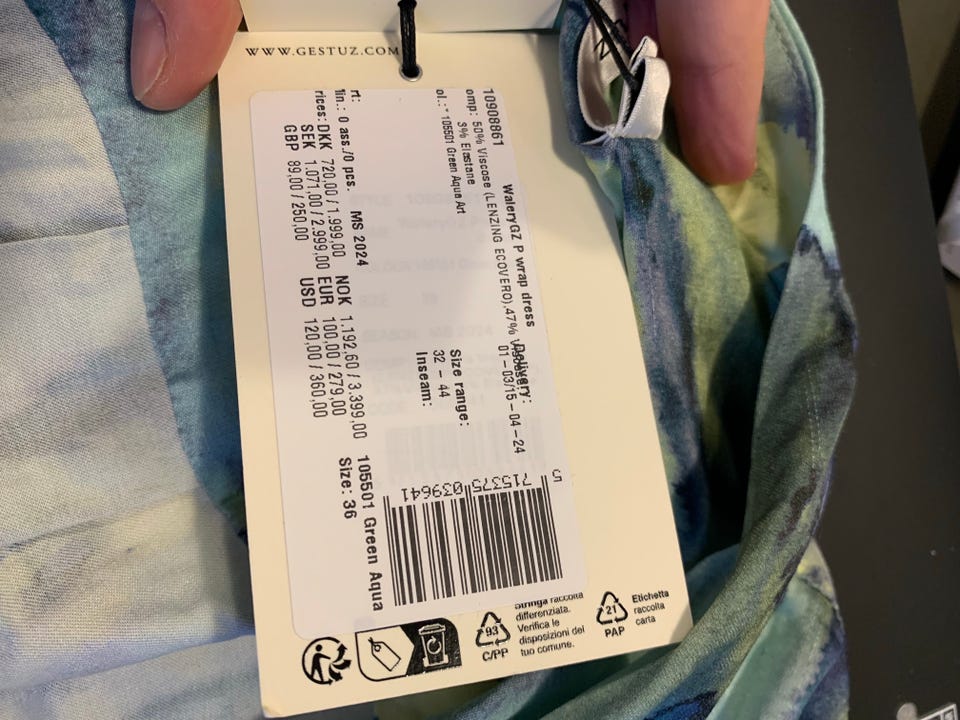 WWW.GESTUZ.COM
10908861
WaleryGZ P wrap dress
Delivery:
omp: 50% Viscose (LENZING ECOVERO),47%
01-03/15-04-24
3% Elastane
ol.:* 105501 Green Aqua Art
Size range:
32 - 44
Inseam:
5 715375 039641
rt:
lin.: 0 ass./0 pcs. MS 2024
rices: DKK 720,00 / 1.999,00 NOK 1.192,60 / 3.399,00
SEK 1.071,00 / 2.999,00 EUR 100,00 / 279,00
GBP 89,00 / 250,00 USD 120,00 / 360,00
105501 Green Aqua
Size: 36
93
C/PP
Stringa raccolta
differenziata.
Verifica le
disposizioni del
tuo comune.
21
PAP
Etichetta
raccolta
carta